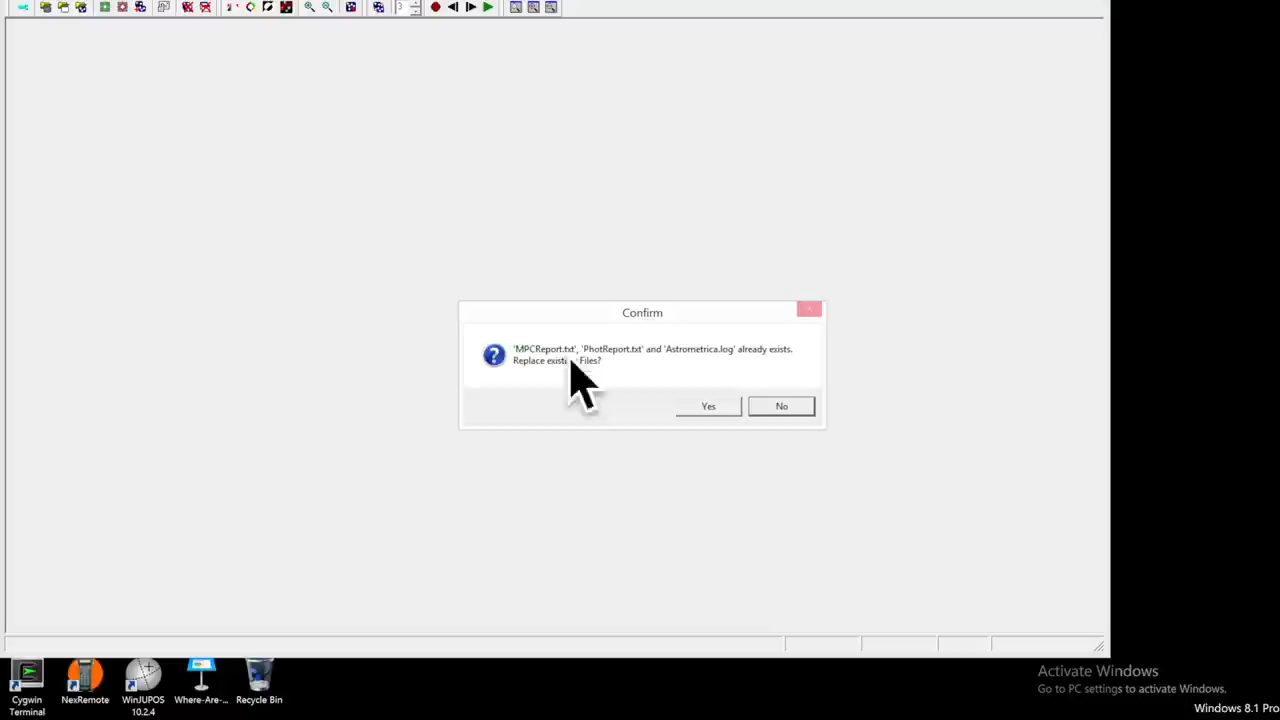 3
Confirm
'MPCReport.txt', 'PhotReport.txt' and 'Astrometrica.log' already exists.
Replace Files?
Yes No
Cygwin Terminal
NexRemote
WinJUPOS 10.2.4
Where-Are-...
Recycle Bin
Activate Windows
Go to PC settings to activate Windows.
Windows 8.1 Pro